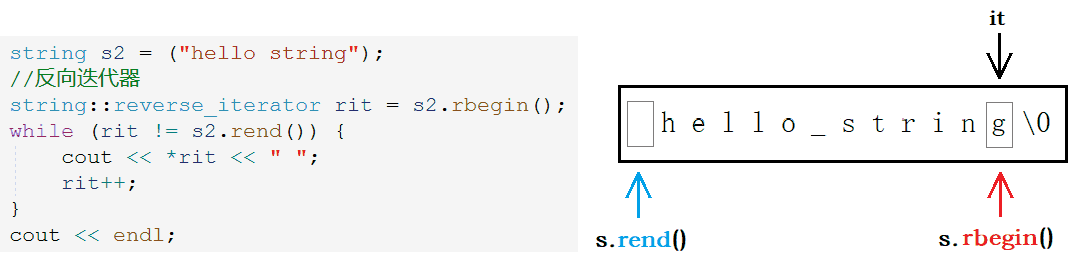 string s2 = ("hello string");
//反向迭代器
string::reverse_iterator rit = s2.rbegin();
while (rit != s2.rend()) {
    cout << *rit << " ";
    rit++;
}
cout << endl;
it
h e l l o _ s t r i n g \0
s.rend()
s.rbegin()